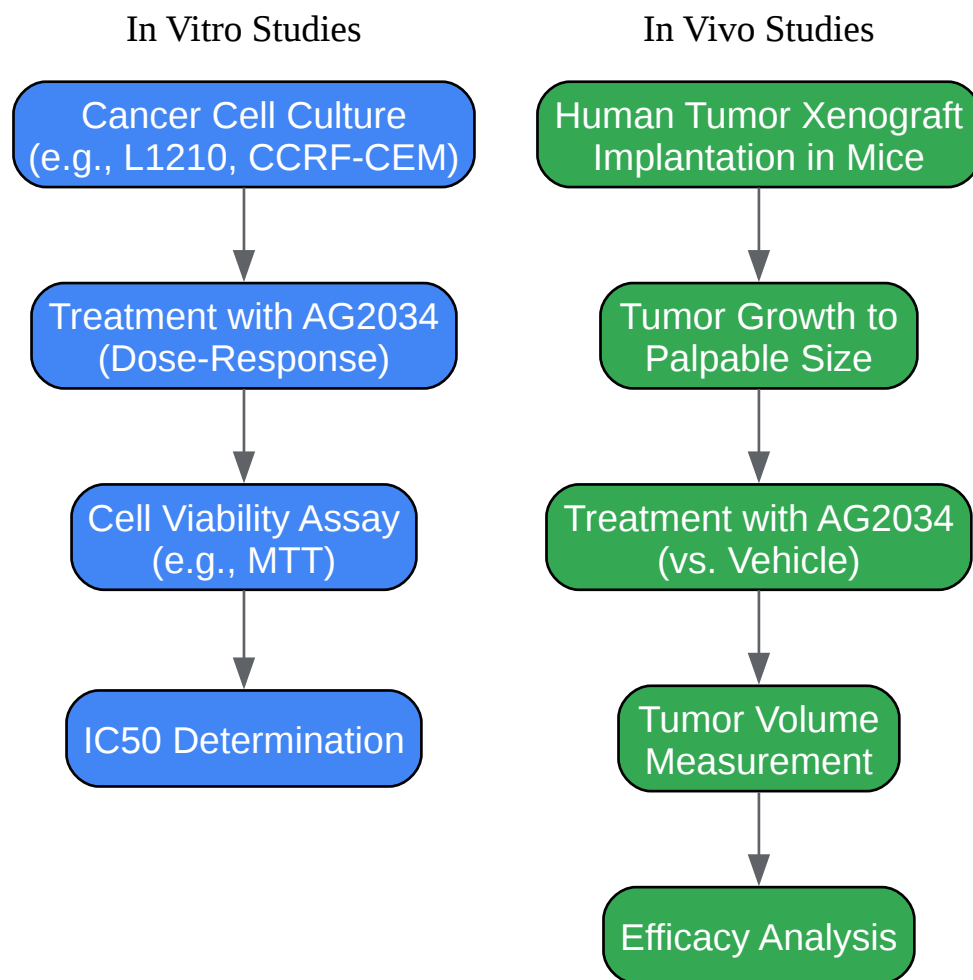 In Vitro Studies
Cancer Cell Culture
(e.g., L1210, CCRF-CEM)
Treatment with AG2034
(Dose-Response)
Cell Viability Assay
(e.g., MTT)
IC50 Determination
In Vivo Studies
Human Tumor Xenograft
Implantation in Mice
Tumor Growth to
Palpable Size
Treatment with AG2034
(vs. Vehicle)
Tumor Volume
Measurement
Efficacy Analysis